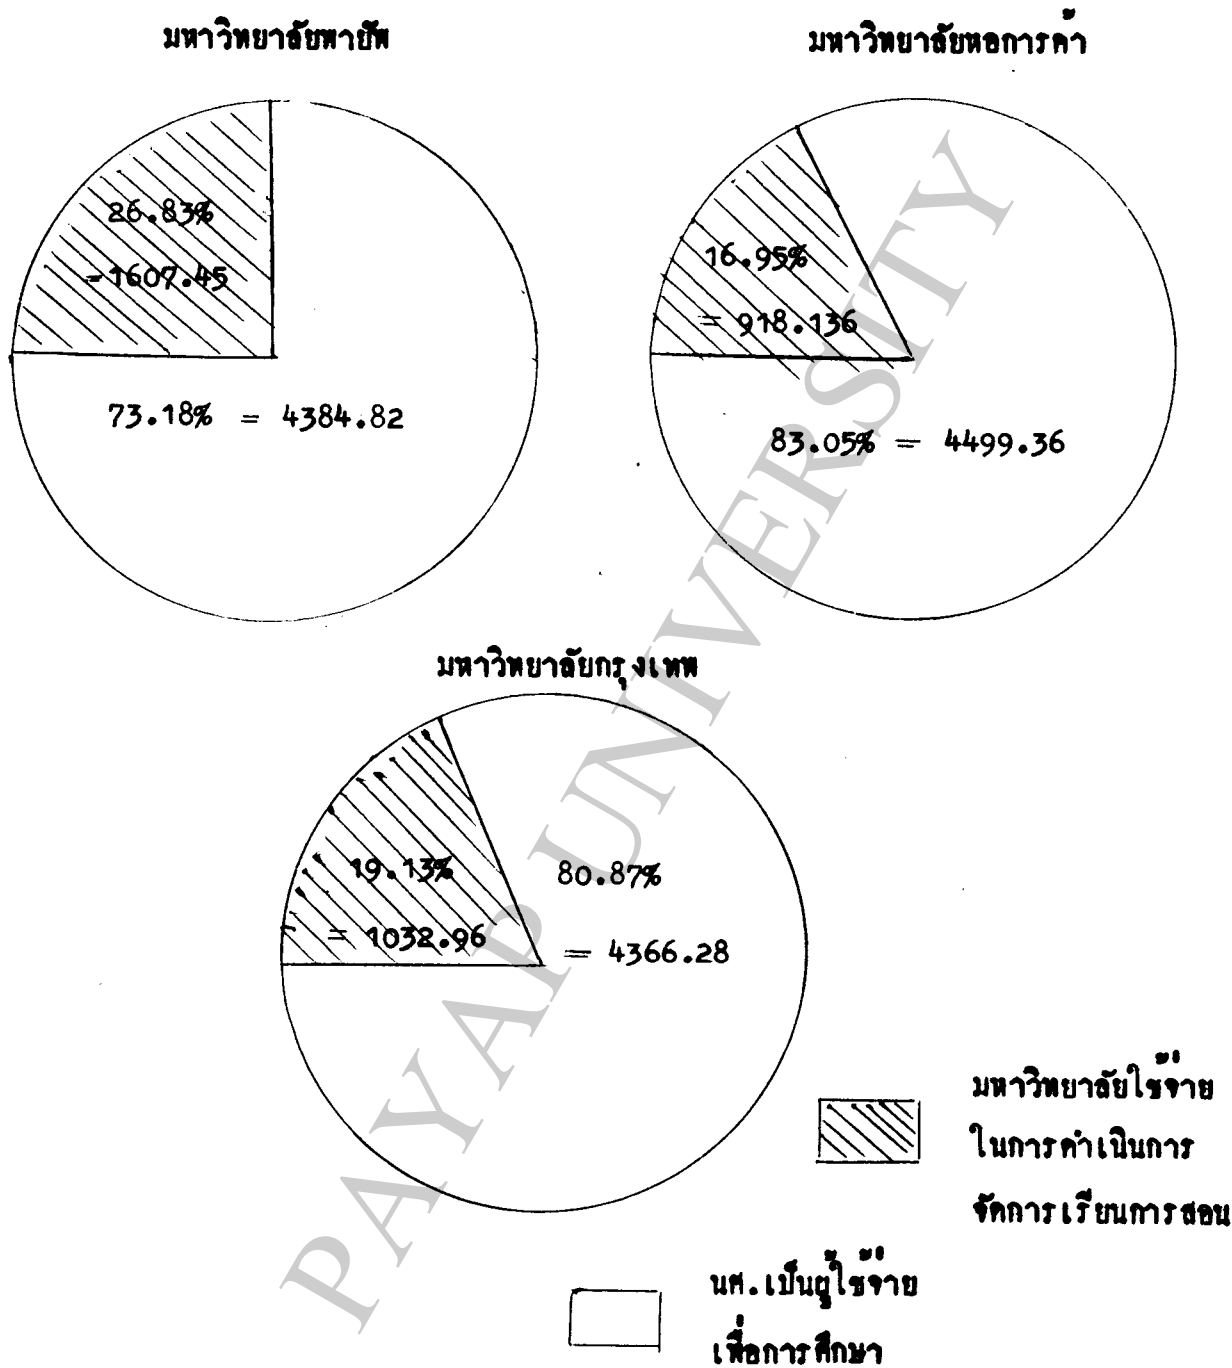 มหาวิทยาลัยพายัพ
มหาวิทยาลัยหอการค้า
26.83%
=1607.45
73.18% = 4384.82
16.95%
= 918.136
83.05% = 4499.36
มหาวิทยาลัยกรุงเทพ
19.13%
= 1032.96
80.87%
= 4366.28
มหาวิทยาลัยใช้จ่าย
ในการดำเนินการ
จัดการเรียนการสอน
นศ.เป็นผู้ใช้จ่าย
เพื่อการศึกษา
PAYAP UNIVERSITY